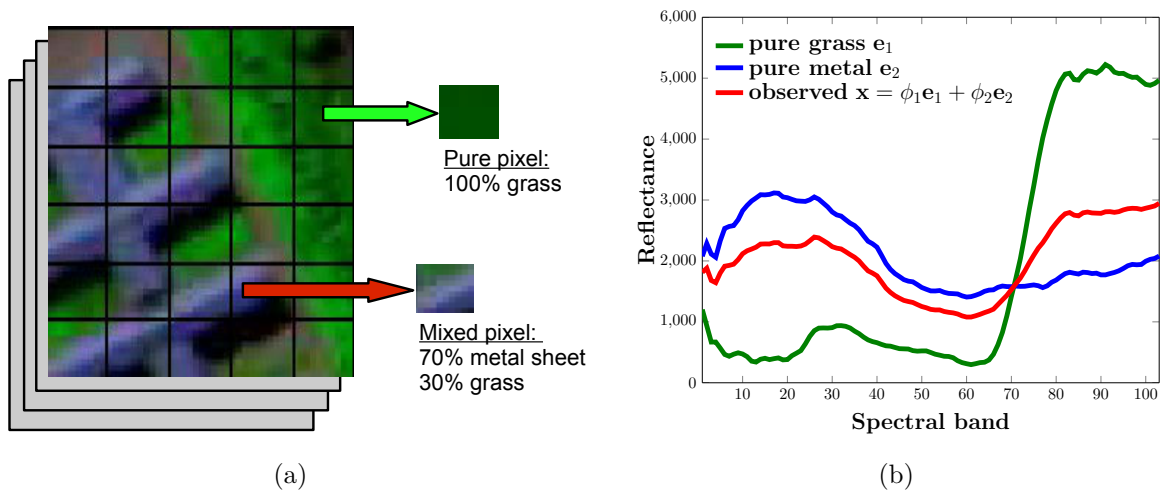 Pure pixel:
100% grass
Mixed pixel:
70% metal sheet
30% grass
(a)
6,000
5,000
4,000
3,000
2,000
1,000
0
Reflectance
pure grass e₁
pure metal e₂
observed x = ϕ₁e₁ + ϕ₂e₂
10 20 30 40 50 60 70 80 90 100
Spectral band
(b)